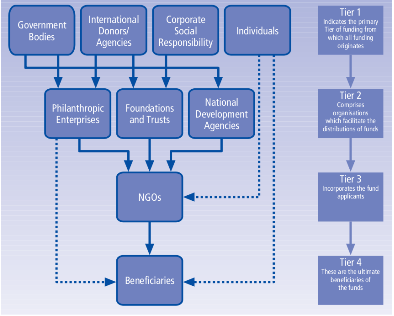 Government
Bodies
International
Donors/
Agencies
Corporate
Social
Responsibility
Individuals
Tier 1
Indicates the primary
Tier of funding from
which all funding
originates
Philanthropic
Enterprises
Foundations
and Trusts
National
Development
Agencies
Tier 2
Comprises
organisations
which facilitate the
distributions of funds
NGOs
Tier 3
Incorporates the fund
applicants
Beneficiaries
Tier 4
These are the ultimate
beneficiaries of
the funds